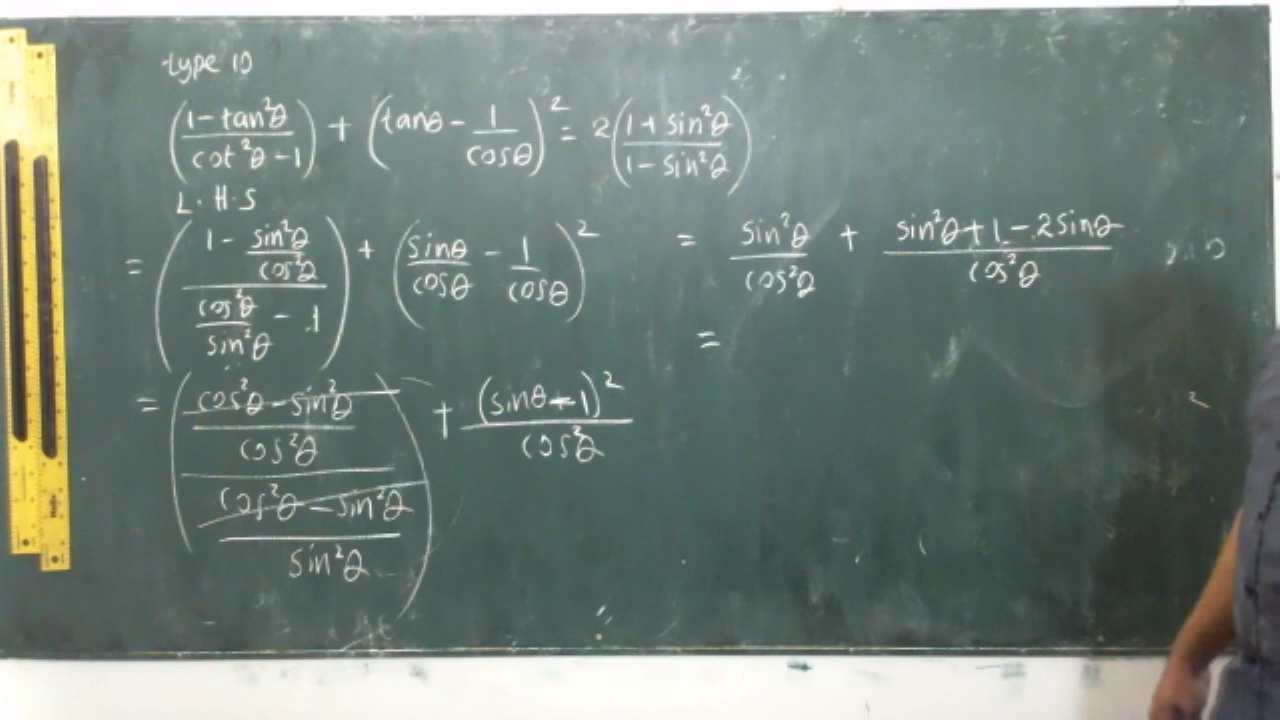 type 10
(1-tan²θ / cot²θ-1) + (tanθ - 1/cosθ)² = 2(1+sin²θ / 1-sin²θ)
L.H.S
= (1 - sin²θ/cos²θ / cos²θ/sin²θ - 1) + (sinθ/cosθ - 1/cosθ)²
= (cos²θ-sin²θ / cos²θ / cos²θ-sin²θ / sin²θ) + (sinθ-1)² / cos²θ
= sin²θ/cos²θ + sin²θ+1-2sinθ / cos²θ
=